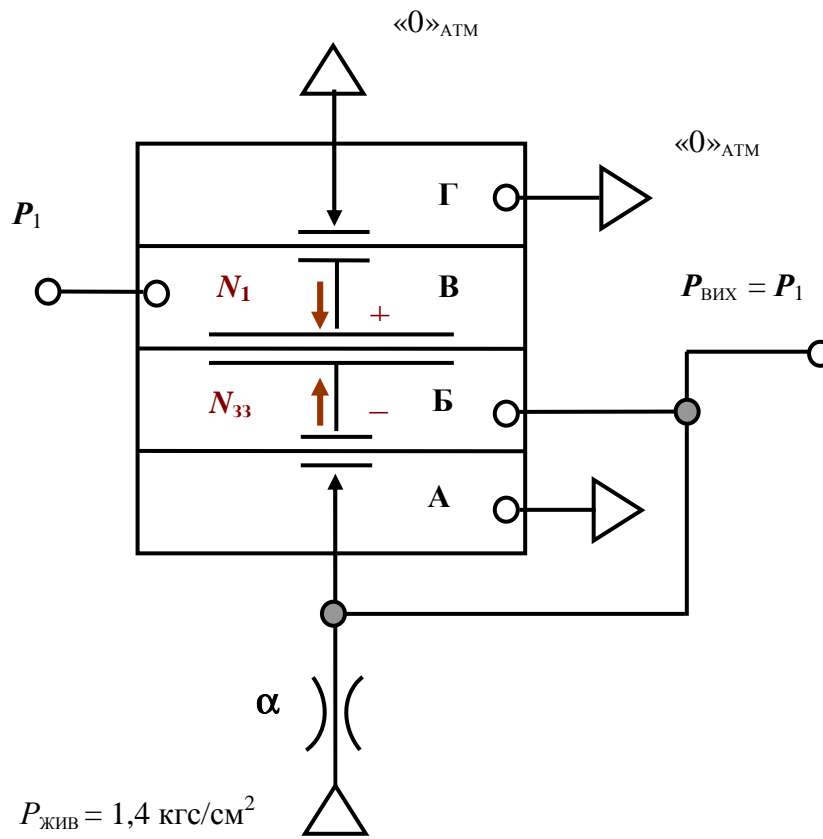 «0»АТМ
«0»АТМ
Г
P1
N1
В
+
PВИХ = P1
Nзз
–
Б
А
α
PЖИВ = 1,4 кгс/см2